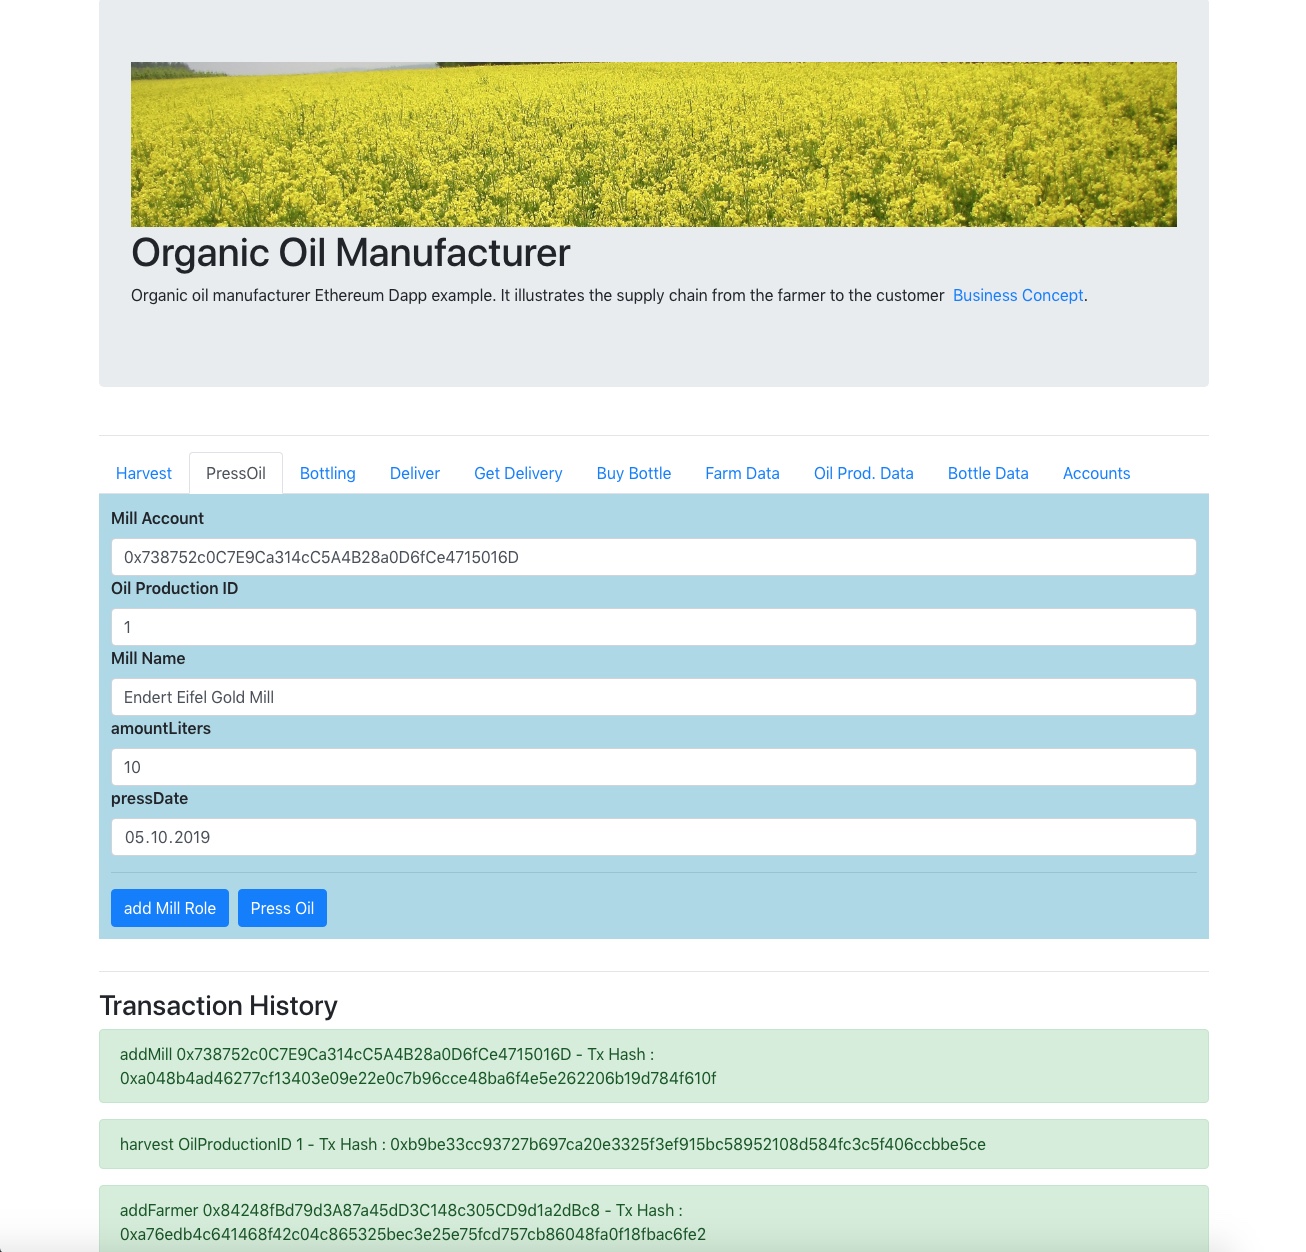 Organic Oil Manufacturer
Organic oil manufacturer Ethereum Dapp example. It illustrates the supply chain from the farmer to the customer Business Concept.
Harvest PressOil Bottling Deliver Get Delivery Buy Bottle Farm Data Oil Prod. Data Bottle Data Accounts
Mill Account
0x738752c0C7E9Ca314cC5A4B28a0D6fCe4715016D
Oil Production ID
1
Mill Name
Endert Eifel Gold Mill
amountLiters
10
pressDate
05.10.2019
add Mill Role Press Oil
Transaction History
addMill 0x738752c0C7E9Ca314cC5A4B28a0D6fCe4715016D - Tx Hash :
0xa048b4ad46277cf13403e09e22e0c7b96cce48ba6f4e5e262206b19d784f610f
harvest OilProductionID 1 - Tx Hash : 0xb9be33cc93727b697ca20e3325f3ef915bc58952108d584fc3c5f406ccbbe5ce
addFarmer 0x84248fBd79d3A87a45dD3C148c305CD9d1a2dBc8 - Tx Hash :
0xa76edb4c641468f42c04c865325bec3e25e75fcd757cb86048fa0f18fbac6fe2